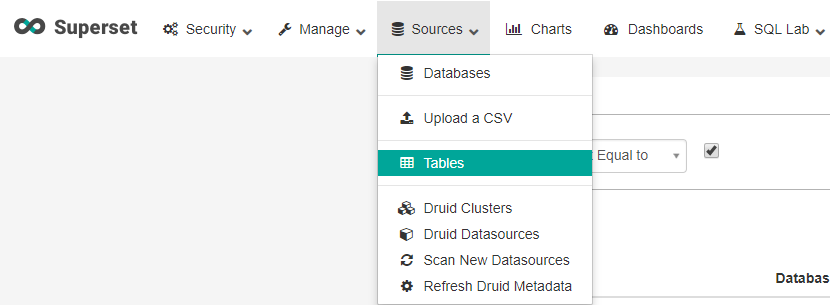 Superset Security Manage Sources Charts Dashboards SQL Lab
Databases
Upload a CSV
Tables
Equal to
Druid Clusters
Druid Datasources
Scan New Datasources
Databas
Refresh Druid Metadata